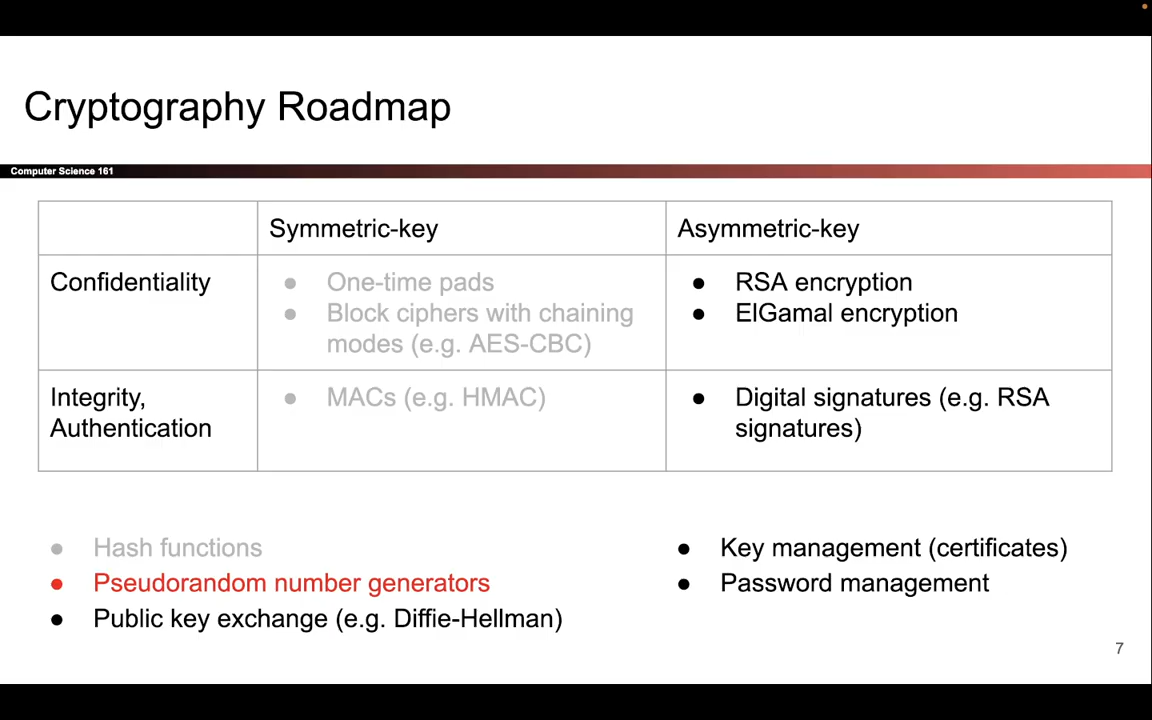 Cryptography Roadmap
Computer Science 161
Symmetric-key
Asymmetric-key
Confidentiality
● One-time pads
● Block ciphers with chaining
modes (e.g. AES-CBC)
● RSA encryption
● ElGamal encryption
Integrity,
Authentication
● MACs (e.g. HMAC)
● Digital signatures (e.g. RSA
signatures)
● Hash functions
● Pseudorandom number generators
● Public key exchange (e.g. Diffie-Hellman)
● Key management (certificates)
● Password management
7